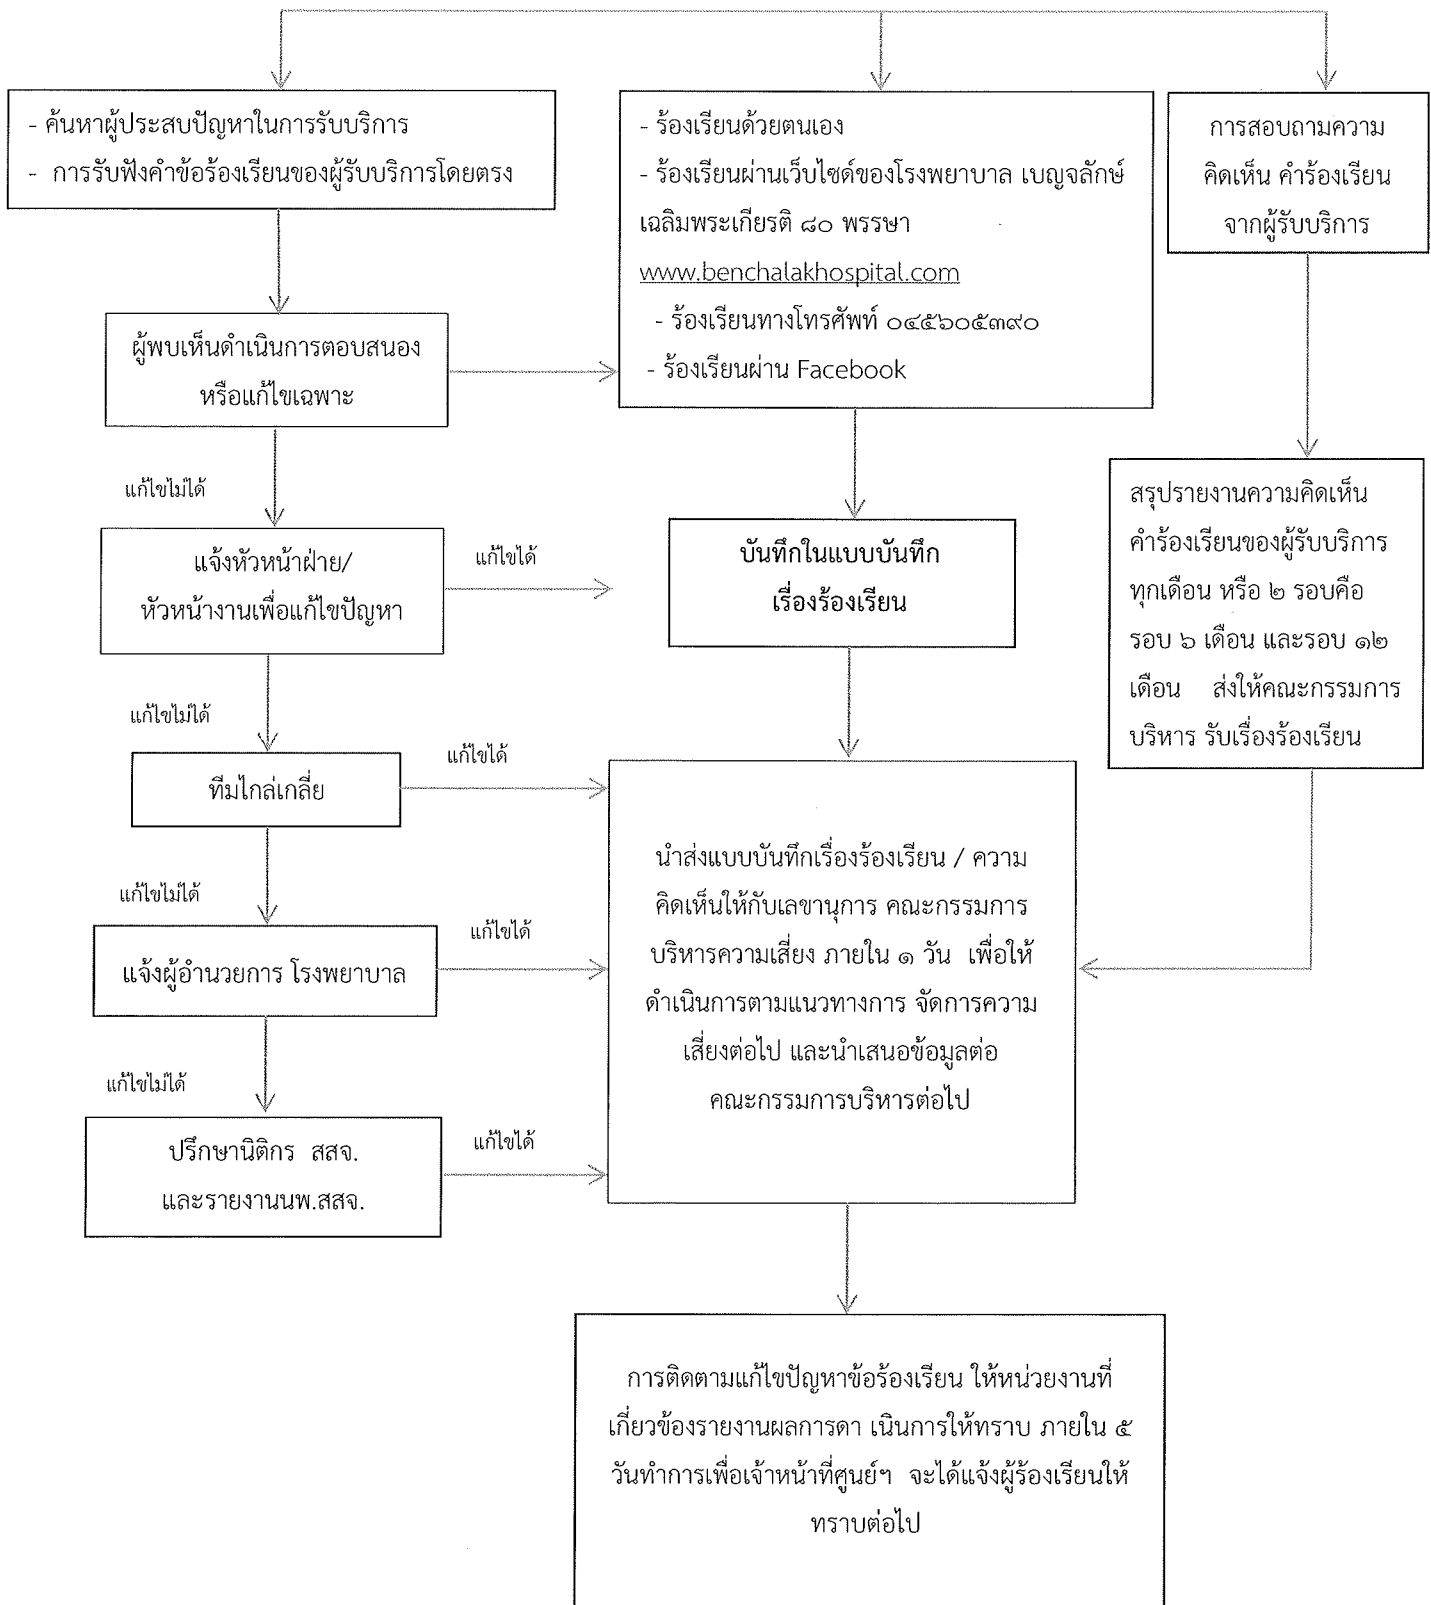 - ค้นหาผู้ประสบปัญหาในการรับบริการ
- การรับฟังคำข้อร้องเรียนของผู้รับบริการโดยตรง
ผู้พบเห็นดำเนินการตอบสนอง
หรือแก้ไขเฉพาะ
แก้ไขไม่ได้
แจ้งหัวหน้าฝ่าย/
หัวหน้างานเพื่อแก้ไขปัญหา
แก้ไขได้
แก้ไขไม่ได้
ทีมไกล่เกลี่ย
แก้ไขได้
แก้ไขไม่ได้
แจ้งผู้อำนวยการ โรงพยาบาล
แก้ไขได้
แก้ไขไม่ได้
ปรึกษานิติกร สสจ.
และรายงานนพ.สสจ.
แก้ไขได้
- ร้องเรียนด้วยตนเอง
- ร้องเรียนผ่านเว็บไซด์ของโรงพยาบาล เบญจลักษ์
เฉลิมพระเกียรติ ๘๐ พรรษา
www.benchalakhospital.com
- ร้องเรียนทางโทรศัพท์ ๐๔๕๖๐๕๓๙๐
- ร้องเรียนผ่าน Facebook
บันทึกในแบบบันทึก
เรื่องร้องเรียน
นำส่งแบบบันทึกเรื่องร้องเรียน / ความ
คิดเห็นให้กับเลขานุการ คณะกรรมการ
บริหารความเสี่ยง ภายใน ๑ วัน เพื่อให้
ดำเนินการตามแนวทางการ จัดการความ
เสี่ยงต่อไป และนำเสนอข้อมูลต่อ
คณะกรรมการบริหารต่อไป
การสอบถามความ
คิดเห็น คำร้องเรียน
จากผู้รับบริการ
สรุปรายงานความคิดเห็น
คำร้องเรียนของผู้รับบริการ
ทุกเดือน หรือ ๒ รอบคือ
รอบ ๖ เดือน และรอบ ๑๒
เดือน ส่งให้คณะกรรมการ
บริหาร รับเรื่องร้องเรียน
การติดตามแก้ไขปัญหาข้อร้องเรียน ให้หน่วยงานที่
เกี่ยวข้องรายงานผลการดา เนินการให้ทราบ ภายใน ๕
วันทำการเพื่อเจ้าหน้าที่ศูนย์ฯ จะได้แจ้งผู้ร้องเรียนให้
ทราบต่อไป